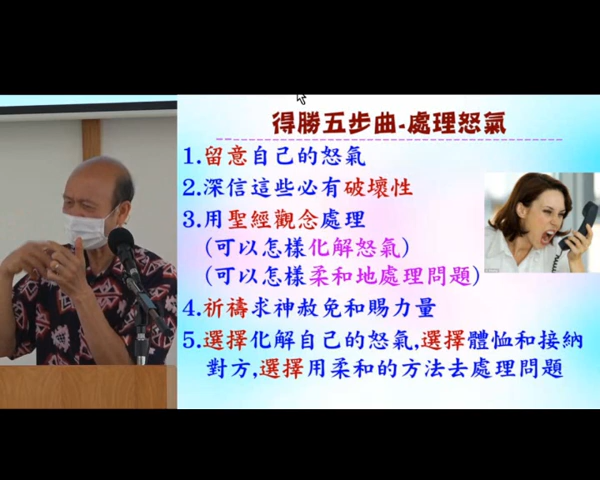 得勝五步曲-處理怒氣
1.留意自己的怒氣
2.深信這些必有破壞性
3.用聖經觀念處理
(可以怎樣化解怒氣)
(可以怎樣柔和地處理問題)
4.祈禱求神赦免和賜力量
5.選擇化解自己的怒氣,選擇體恤和接納
對方,選擇用柔和的方法去處理問題